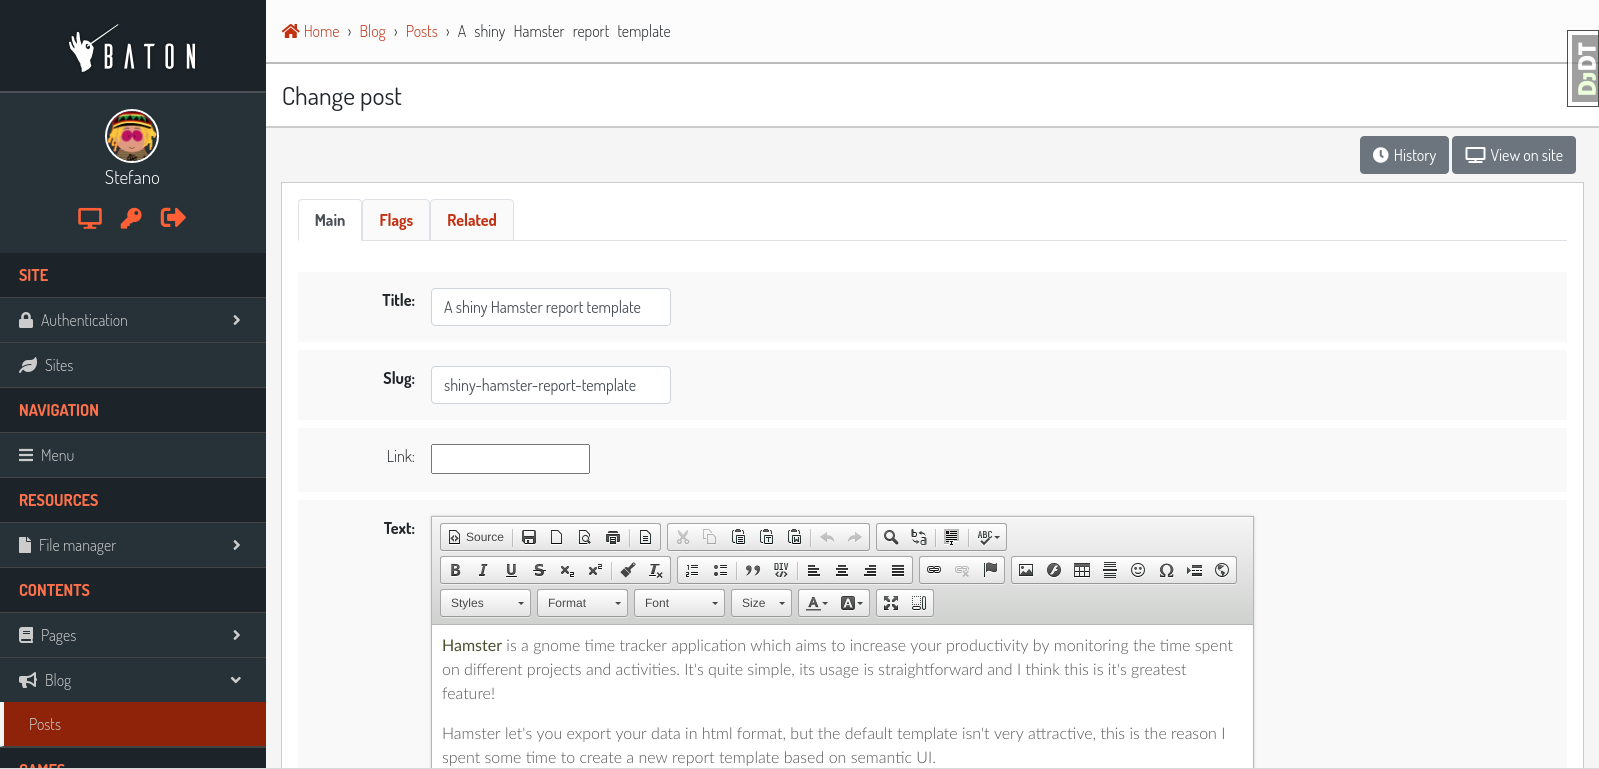 BATON
Stefano
SITE
Authentication
Sites
NAVIGATION
Menu
RESOURCES
File manager
CONTENTS
Pages
Blog
Posts
GAMES
Home › Blog › Posts › A shiny Hamster report template
DJDT
Change post
History View on site
Main Flags Related
Title: A shiny Hamster report template
Slug: shiny-hamster-report-template
Link:
Text:
Source ABC
B I U S x₂ x² Tx DIV Ω
Styles Format Font Size A A
Hamster is a gnome time tracker application which aims to increase your productivity by monitoring the time spent
on different projects and activities. It's quite simple, its usage is straightforward and I think this is it's greatest
feature!
Hamster let's you export your data in html format, but the default template isn't very attractive, this is the reason I
spent some time to create a new report template based on semantic UI.